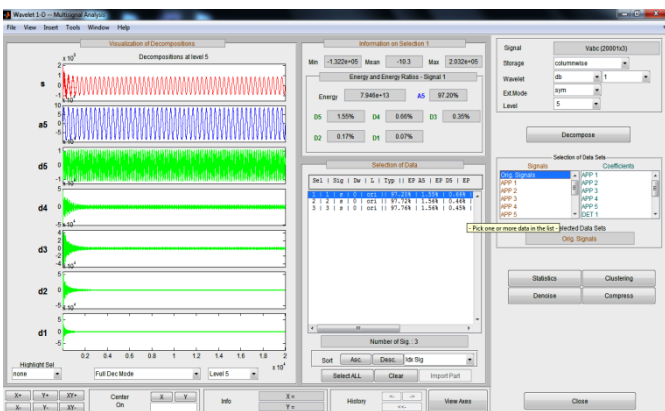 Wavelet 1-D -- Multisignal Analysis
File View Insert Tools Window Help
Visualization of Decompositions
Decompositions at level 5
s
a5
d5
d4
d3
d2
d1
0.2 0.4 0.6 0.8 1 1.2 1.4 1.6 1.8 2
x 10^4
Highlight Sel
none
Full Dec Mode
Level 5
Information on Selection 1
Min -1.322e+05 Mean -10.3 Max 2.032e+05
Energy and Energy Ratios - Signal 1
Energy 7.946e+13 A5 97.20%
D5 1.55% D4 0.66% D3 0.35%
D2 0.17% D1 0.07%
Selection of Data
Sel | Sig | Dw | L | Typ || EP A5 | EP D5 | EP
1 | 1 | s | 0 | ori || 97.20% | 1.55% | 0.66% |
2 | 2 | s | 0 | ori || 97.72% | 1.56% | 0.46% |
3 | 3 | s | 0 | ori || 97.76% | 1.56% | 0.45% |
- Pick one or more data in the list -
Number of Sig. : 3
Sort Asc. Desc. Idx Sig
Select ALL Clear Import Part
Signal Vabc (20001x3)
Storage columnwise
Wavelet db 1
Ext.Mode sym
Level 5
Decompose
Selection of Data Sets
Signals Coefficients
Orig. Signals APP 1
APP 1 APP 2
APP 2 APP 3
APP 3 APP 4
APP 4 APP 5
APP 5 DET 1
elected Data Sets
Orig. Signals
Statistics Clustering
Denoise Compress
X+ Y+ XY+
X- Y- XY-
Center On X Y
Info X = Y =
History <- -> <<-
View Axes
Close